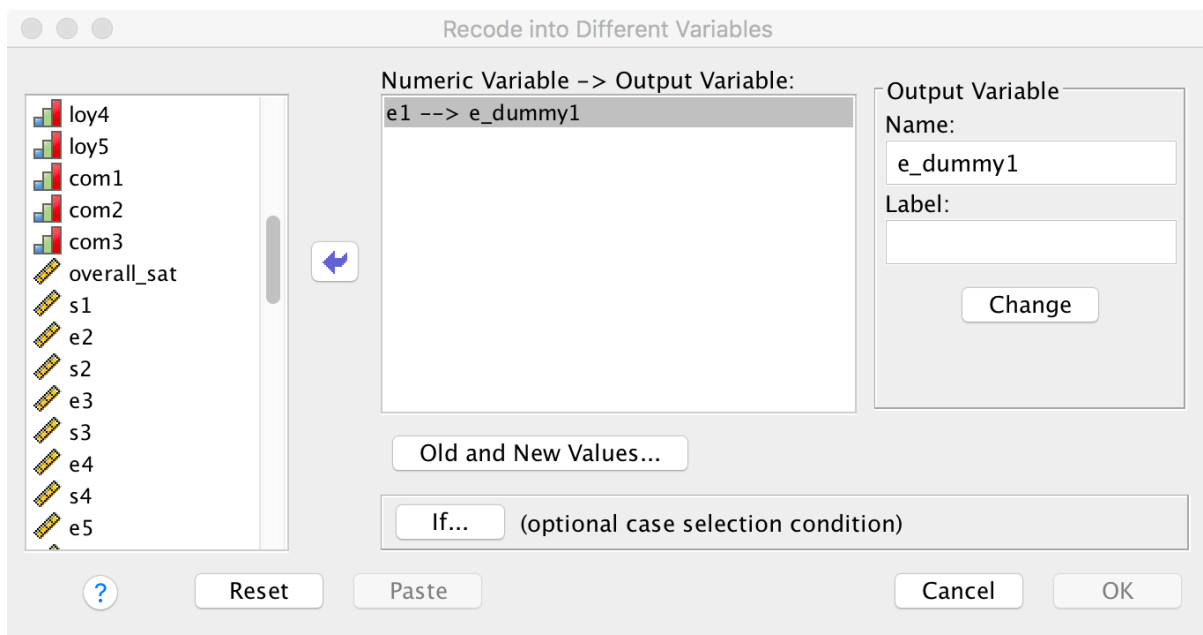 Recode into Different Variables
loy4
loy5
com1
com2
com3
overall_sat
s1
e2
s2
e3
s3
e4
s4
e5
Numeric Variable -> Output Variable:
e1 --> e_dummy1
Output Variable
Name:
e_dummy1
Label:
Change
Old and New Values...
If... (optional case selection condition)
? Reset Paste Cancel OK